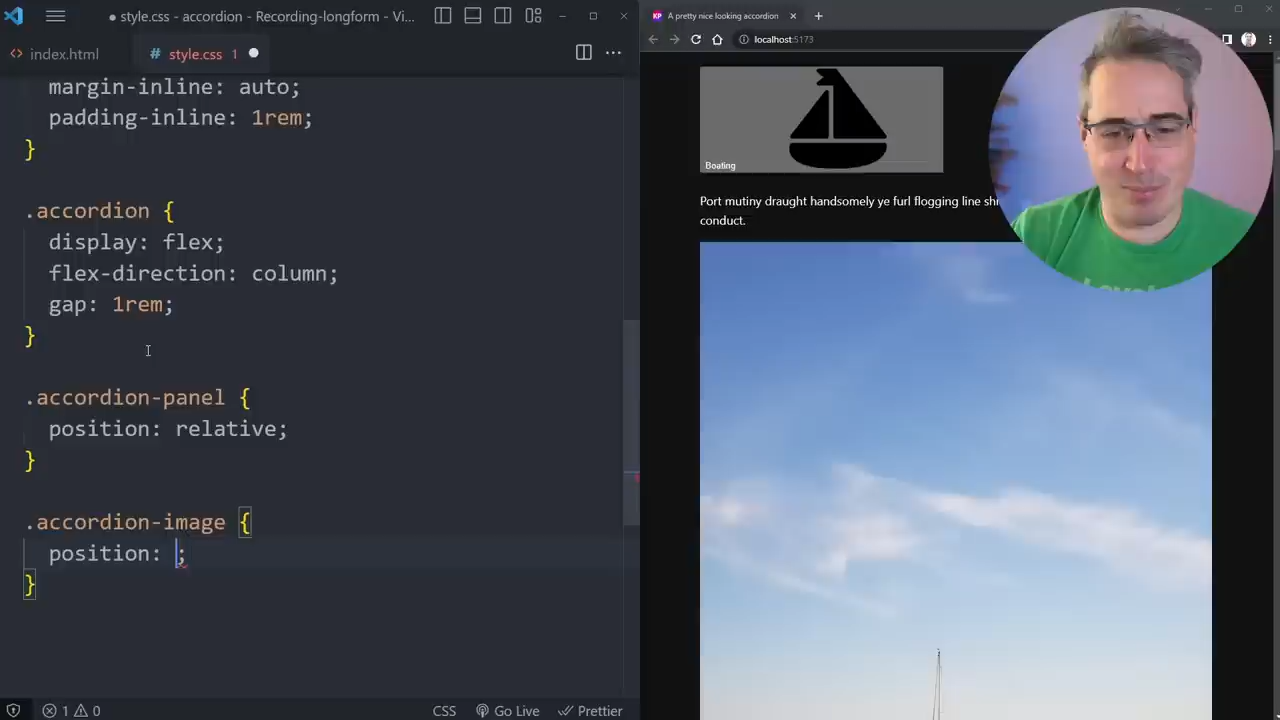 style.css - accordion - Recording-longform - Vi...
index.html
# style.css 1
margin-inline: auto;
padding-inline: 1rem;
}
.accordion {
display: flex;
flex-direction: column;
gap: 1rem;
}
.accordion-panel {
position: relative;
}
.accordion-image {
position: ;
}
1 0
CSS
Go Live
Prettier
KP
A pretty nice looking accordion
localhost:5173
Boating
Port mutiny draught handsomely ye furl flogging line
conduct.